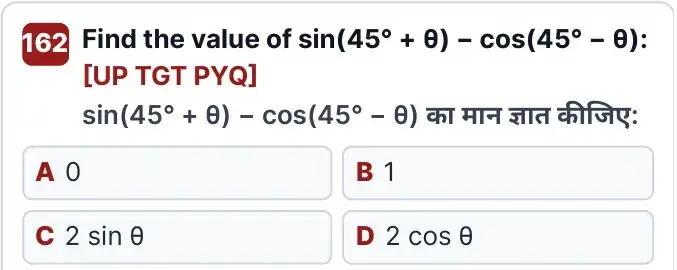 162 Find the value of sin(45° + θ) − cos(45° − θ):
[UP TGT PYQ]
sin(45° + θ) − cos(45° − θ) का मान ज्ञात कीजिए:
A 0
B 1
C 2 sin θ
D 2 cos θ